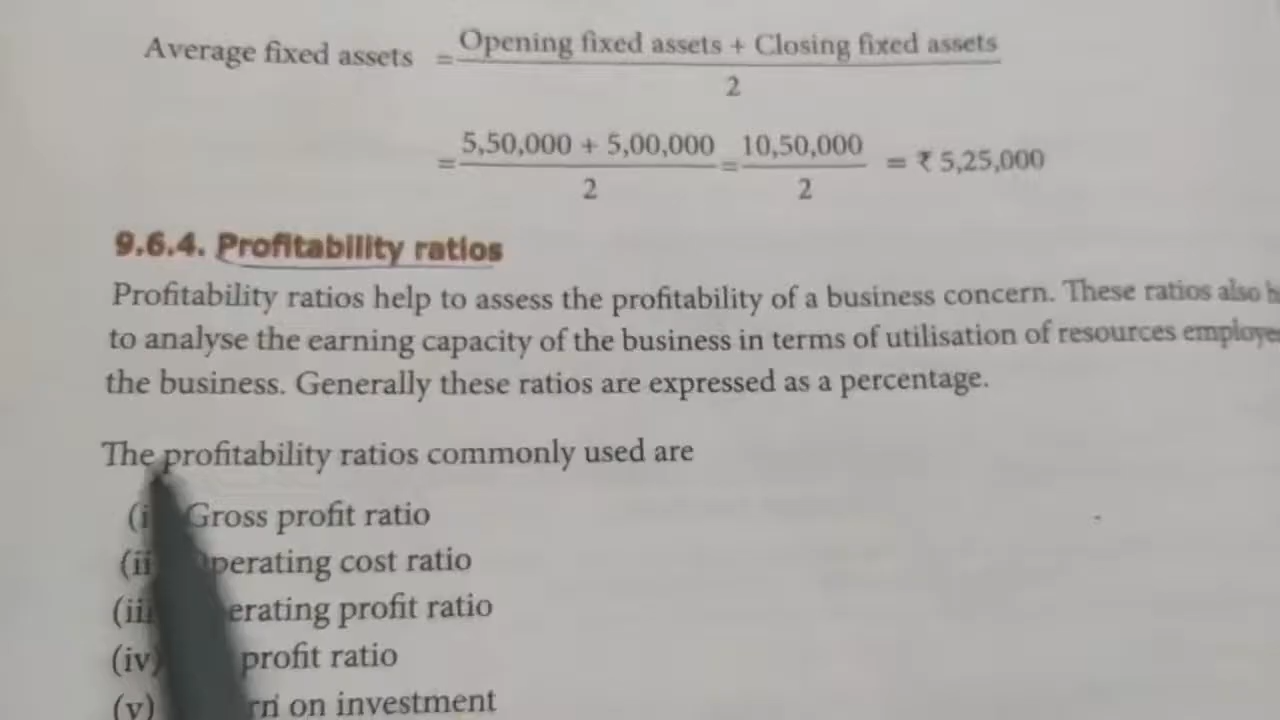 Average fixed assets = Opening fixed assets + Closing fixed assets / 2
= 5,50,000 + 5,00,000 / 2 = 10,50,000 / 2 = ₹ 5,25,000
9.6.4. Profitability ratios
Profitability ratios help to assess the profitability of a business concern. These ratios also
to analyse the earning capacity of the business in terms of utilisation of resources
the business. Generally these ratios are expressed as a percentage.
The profitability ratios commonly used are
(i) Gross profit ratio
(ii) cost ratio
(iii) profit ratio
(iv) profit ratio
(v) on investment